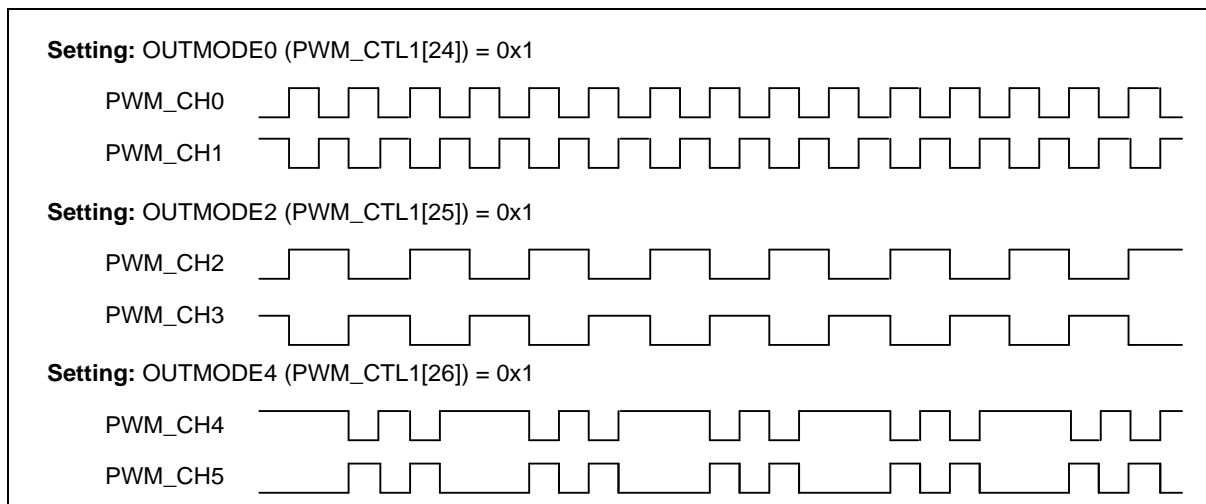 Setting: OUTMODE0 (PWM_CTL1[24]) = 0x1
PWM_CH0
PWM_CH1
Setting: OUTMODE2 (PWM_CTL1[25]) = 0x1
PWM_CH2
PWM_CH3
Setting: OUTMODE4 (PWM_CTL1[26]) = 0x1
PWM_CH4
PWM_CH5